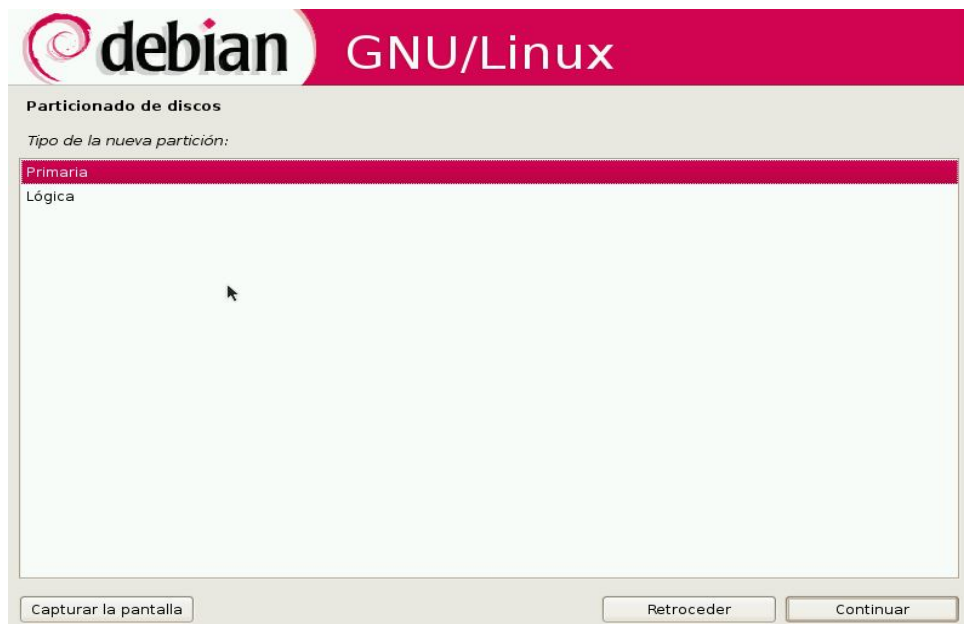 debian GNU/Linux
Particionado de discos
Tipo de la nueva partición:
Primaria
Lógica
Capturar la pantalla Retroceder Continuar